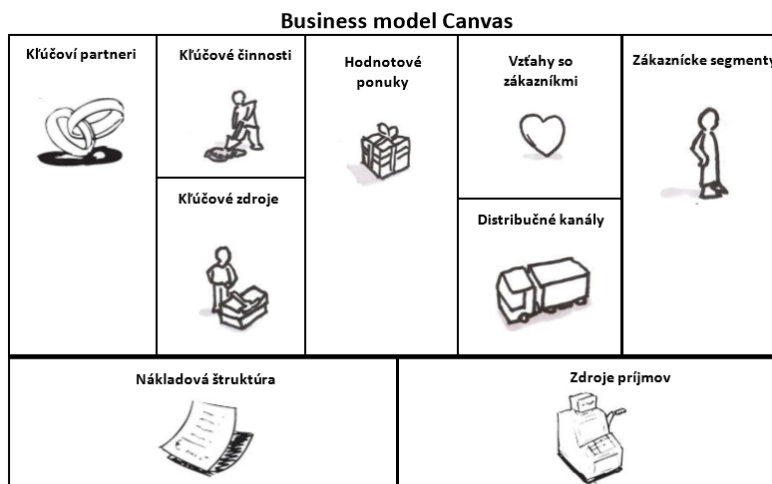 Business model Canvas
Kľúčoví partneri
Kľúčové činnosti
Kľúčové zdroje
Hodnotové
ponuky
Vzťahy so
zákazníkmi
Distribučné kanály
Zákaznícke segmenty
Nákladová štruktúra
Zdroje príjmov